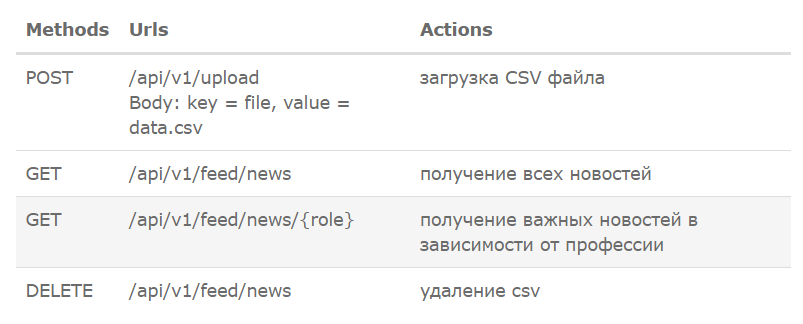 Methods Urls Actions
POST /api/v1/upload загрузка CSV файла
Body: key = file, value =
data.csv
GET /api/v1/feed/news получение всех новостей
GET /api/v1/feed/news/{role} получение важных новостей в
зависимости от профессии
DELETE /api/v1/feed/news удаление csv